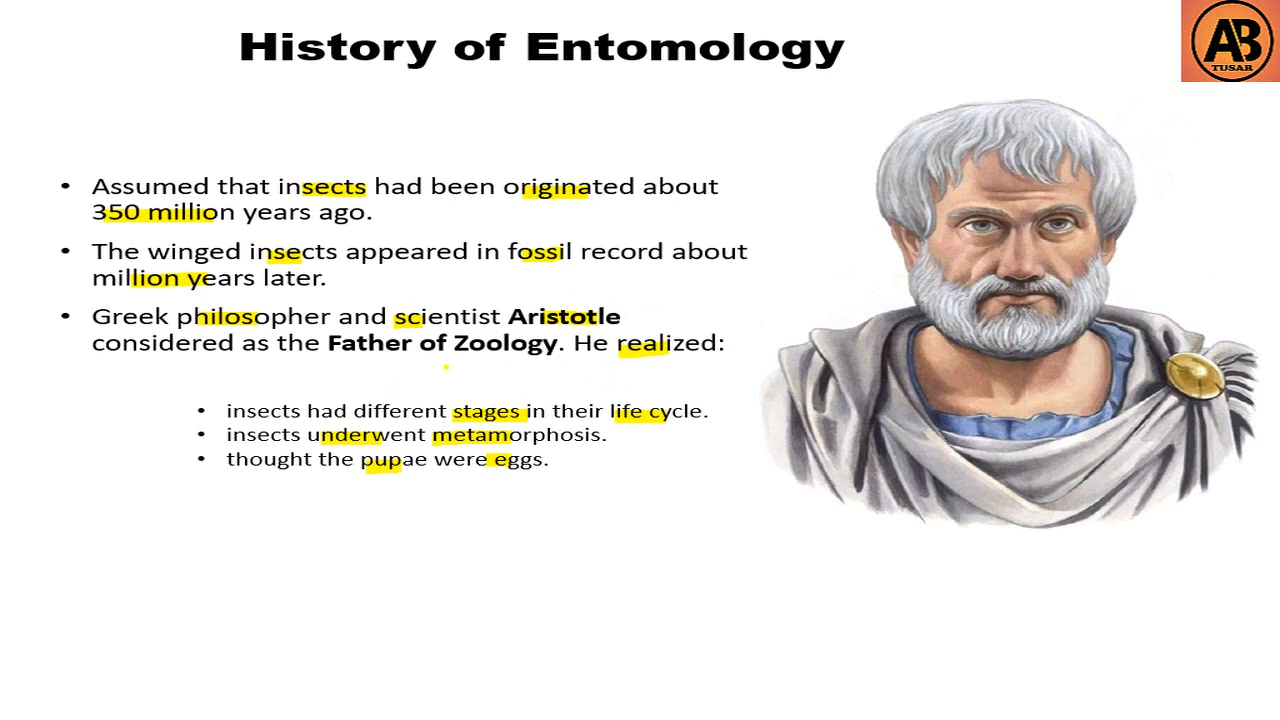 History of Entomology
AB
TUSAR
• Assumed that insects had been originated about
350 million years ago.
• The winged insects appeared in fossil record about
million years later.
• Greek philosopher and scientist Aristotle
considered as the Father of Zoology. He realized:
• insects had different stages in their life cycle.
• insects underwent metamorphosis.
• thought the pupae were eggs.